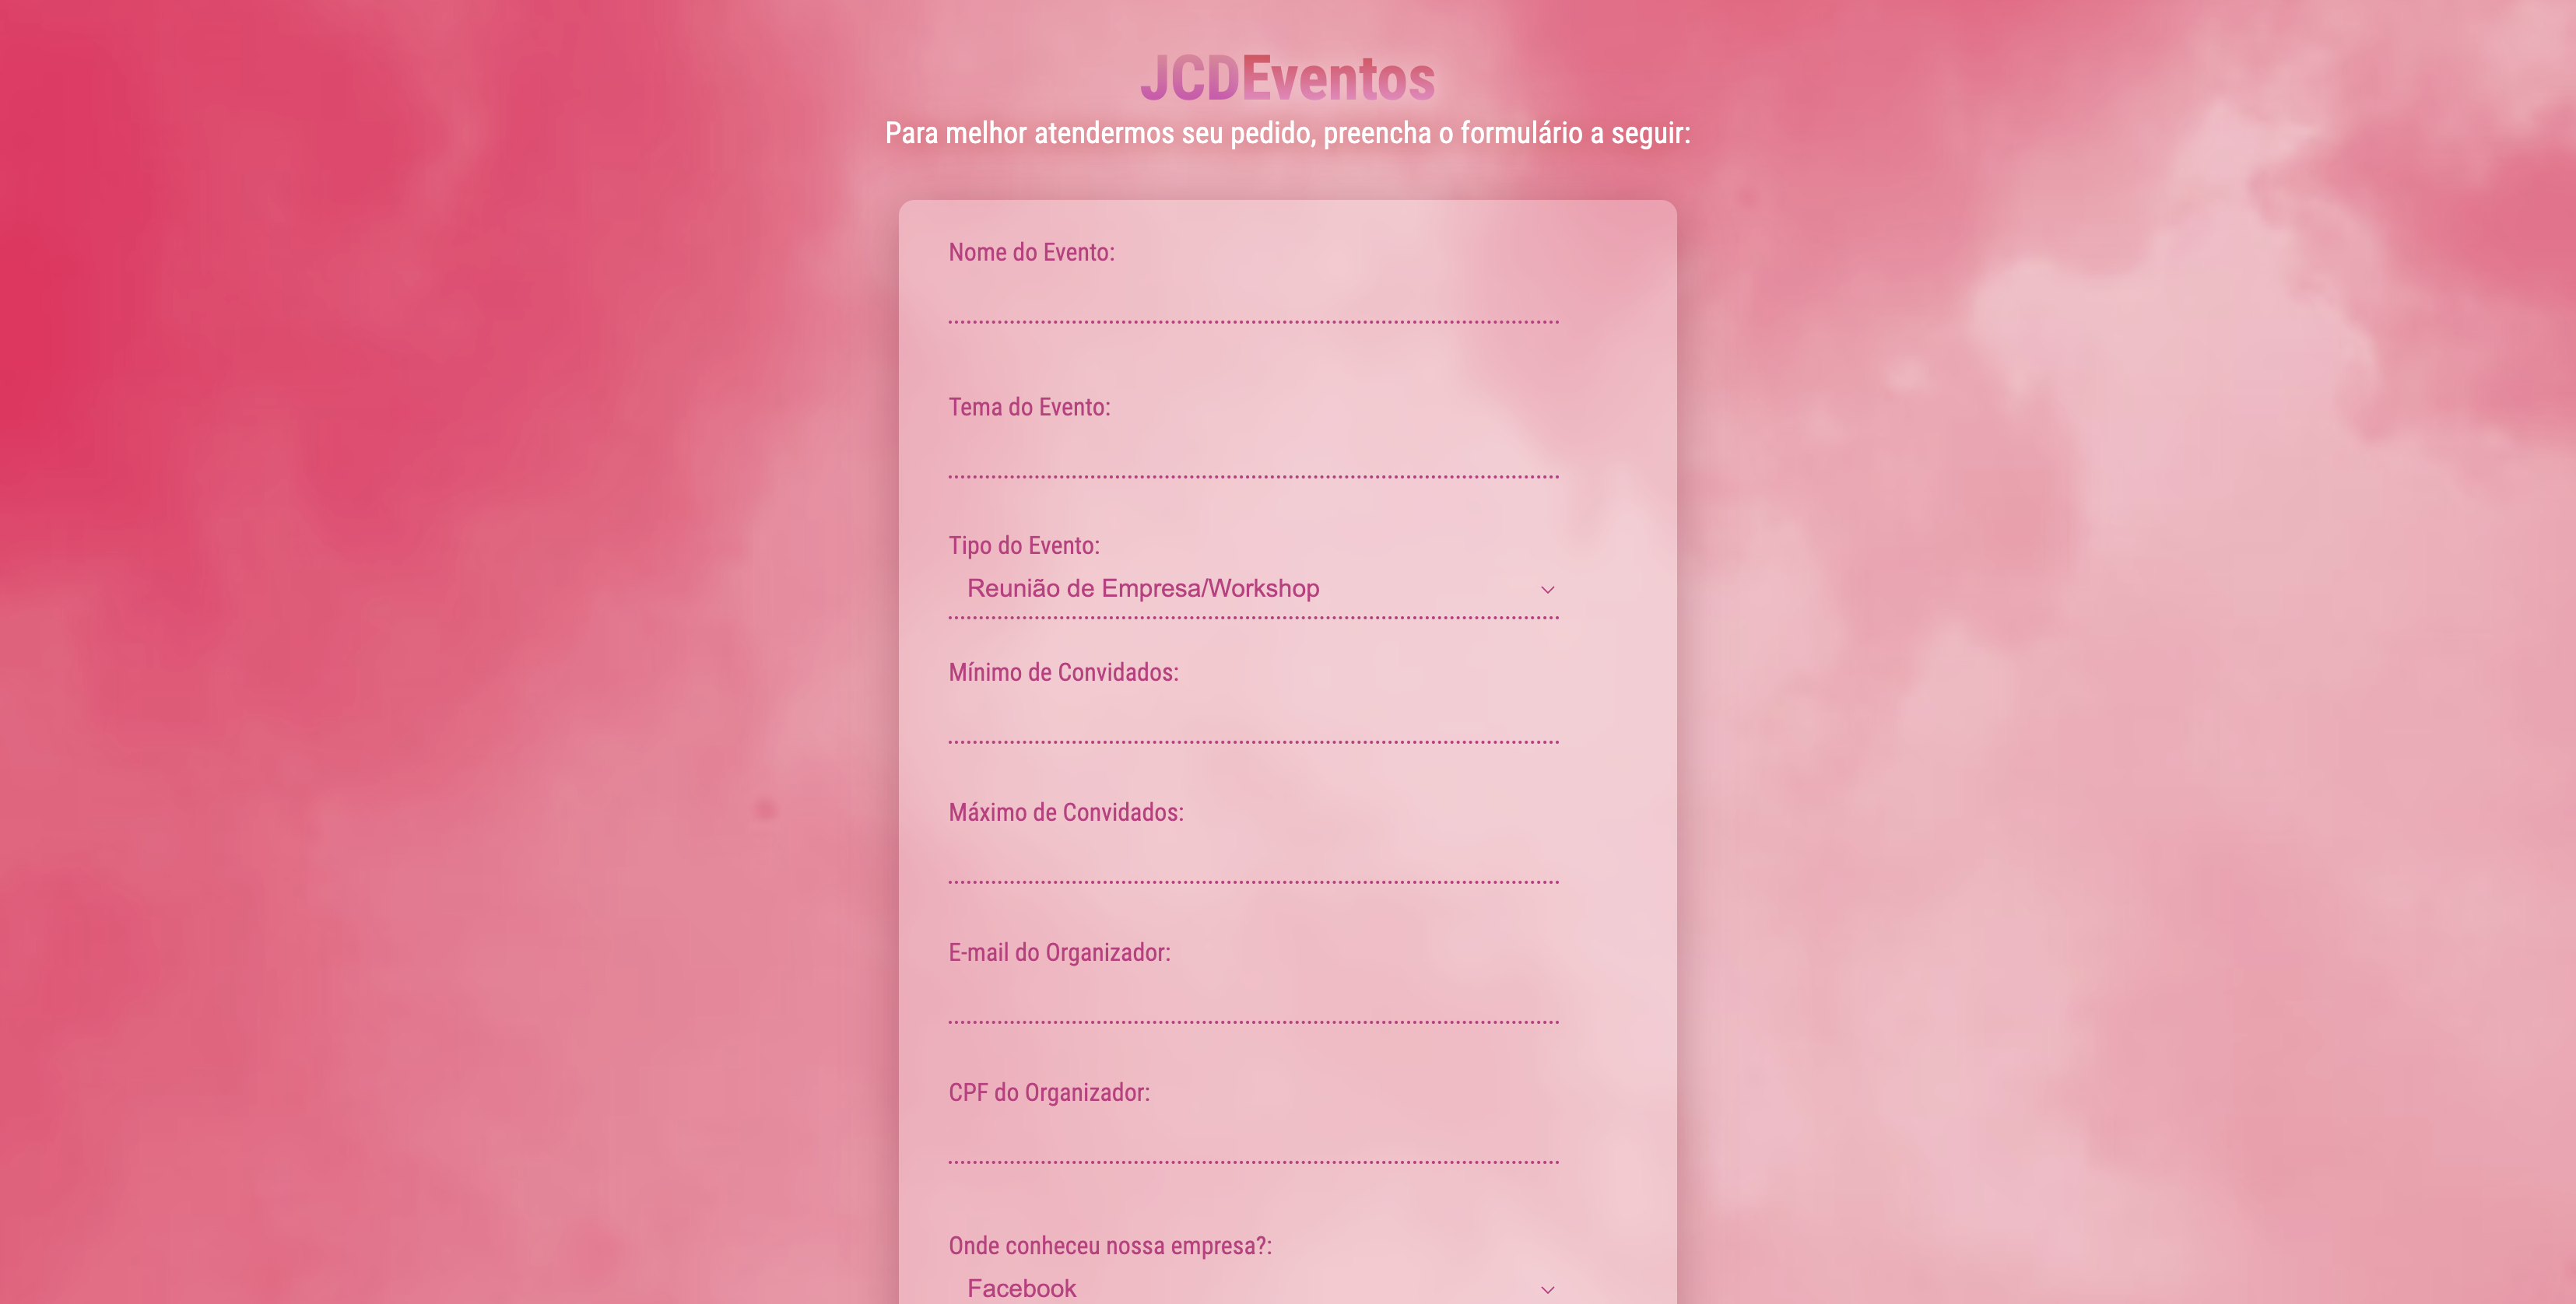 JCDEventos
Para melhor atendermos seu pedido, preencha o formulário a seguir:
Nome do Evento:
Tema do Evento:
Tipo do Evento:
Reunião de Empresa/Workshop
Mínimo de Convidados:
Máximo de Convidados:
E-mail do Organizador:
CPF do Organizador:
Onde conheceu nossa empresa?:
Facebook